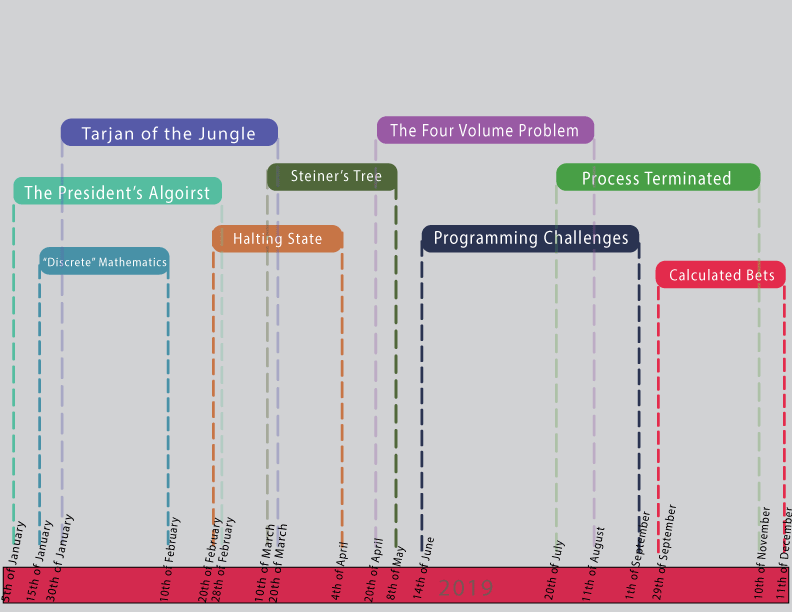 The Four Volume Problem
Tarjan of the Jungle
Steiner's Tree
Process Terminated
The President's Algoirst
Halting State
Programming Challenges
"Discrete" Mathematics
Calculated Bets
5th of January
15th of January
30th of January
10th of February
20th of February
28th of February
10th of March
20th of March
4th of April
20th of April
8th of May
14th of June
20th of July
11th of August
1th of September
29th of September
10th of November
11th of December
2019